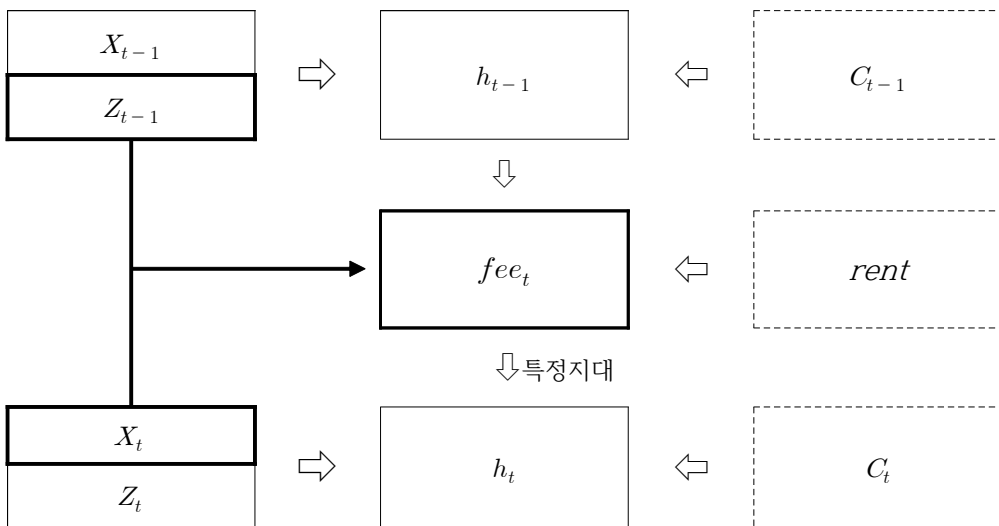 X_{t-1}
h_{t-1}
C_{t-1}
Z_{t-1}
fee_t
rent
특정지대
X_t
h_t
C_t
Z_t